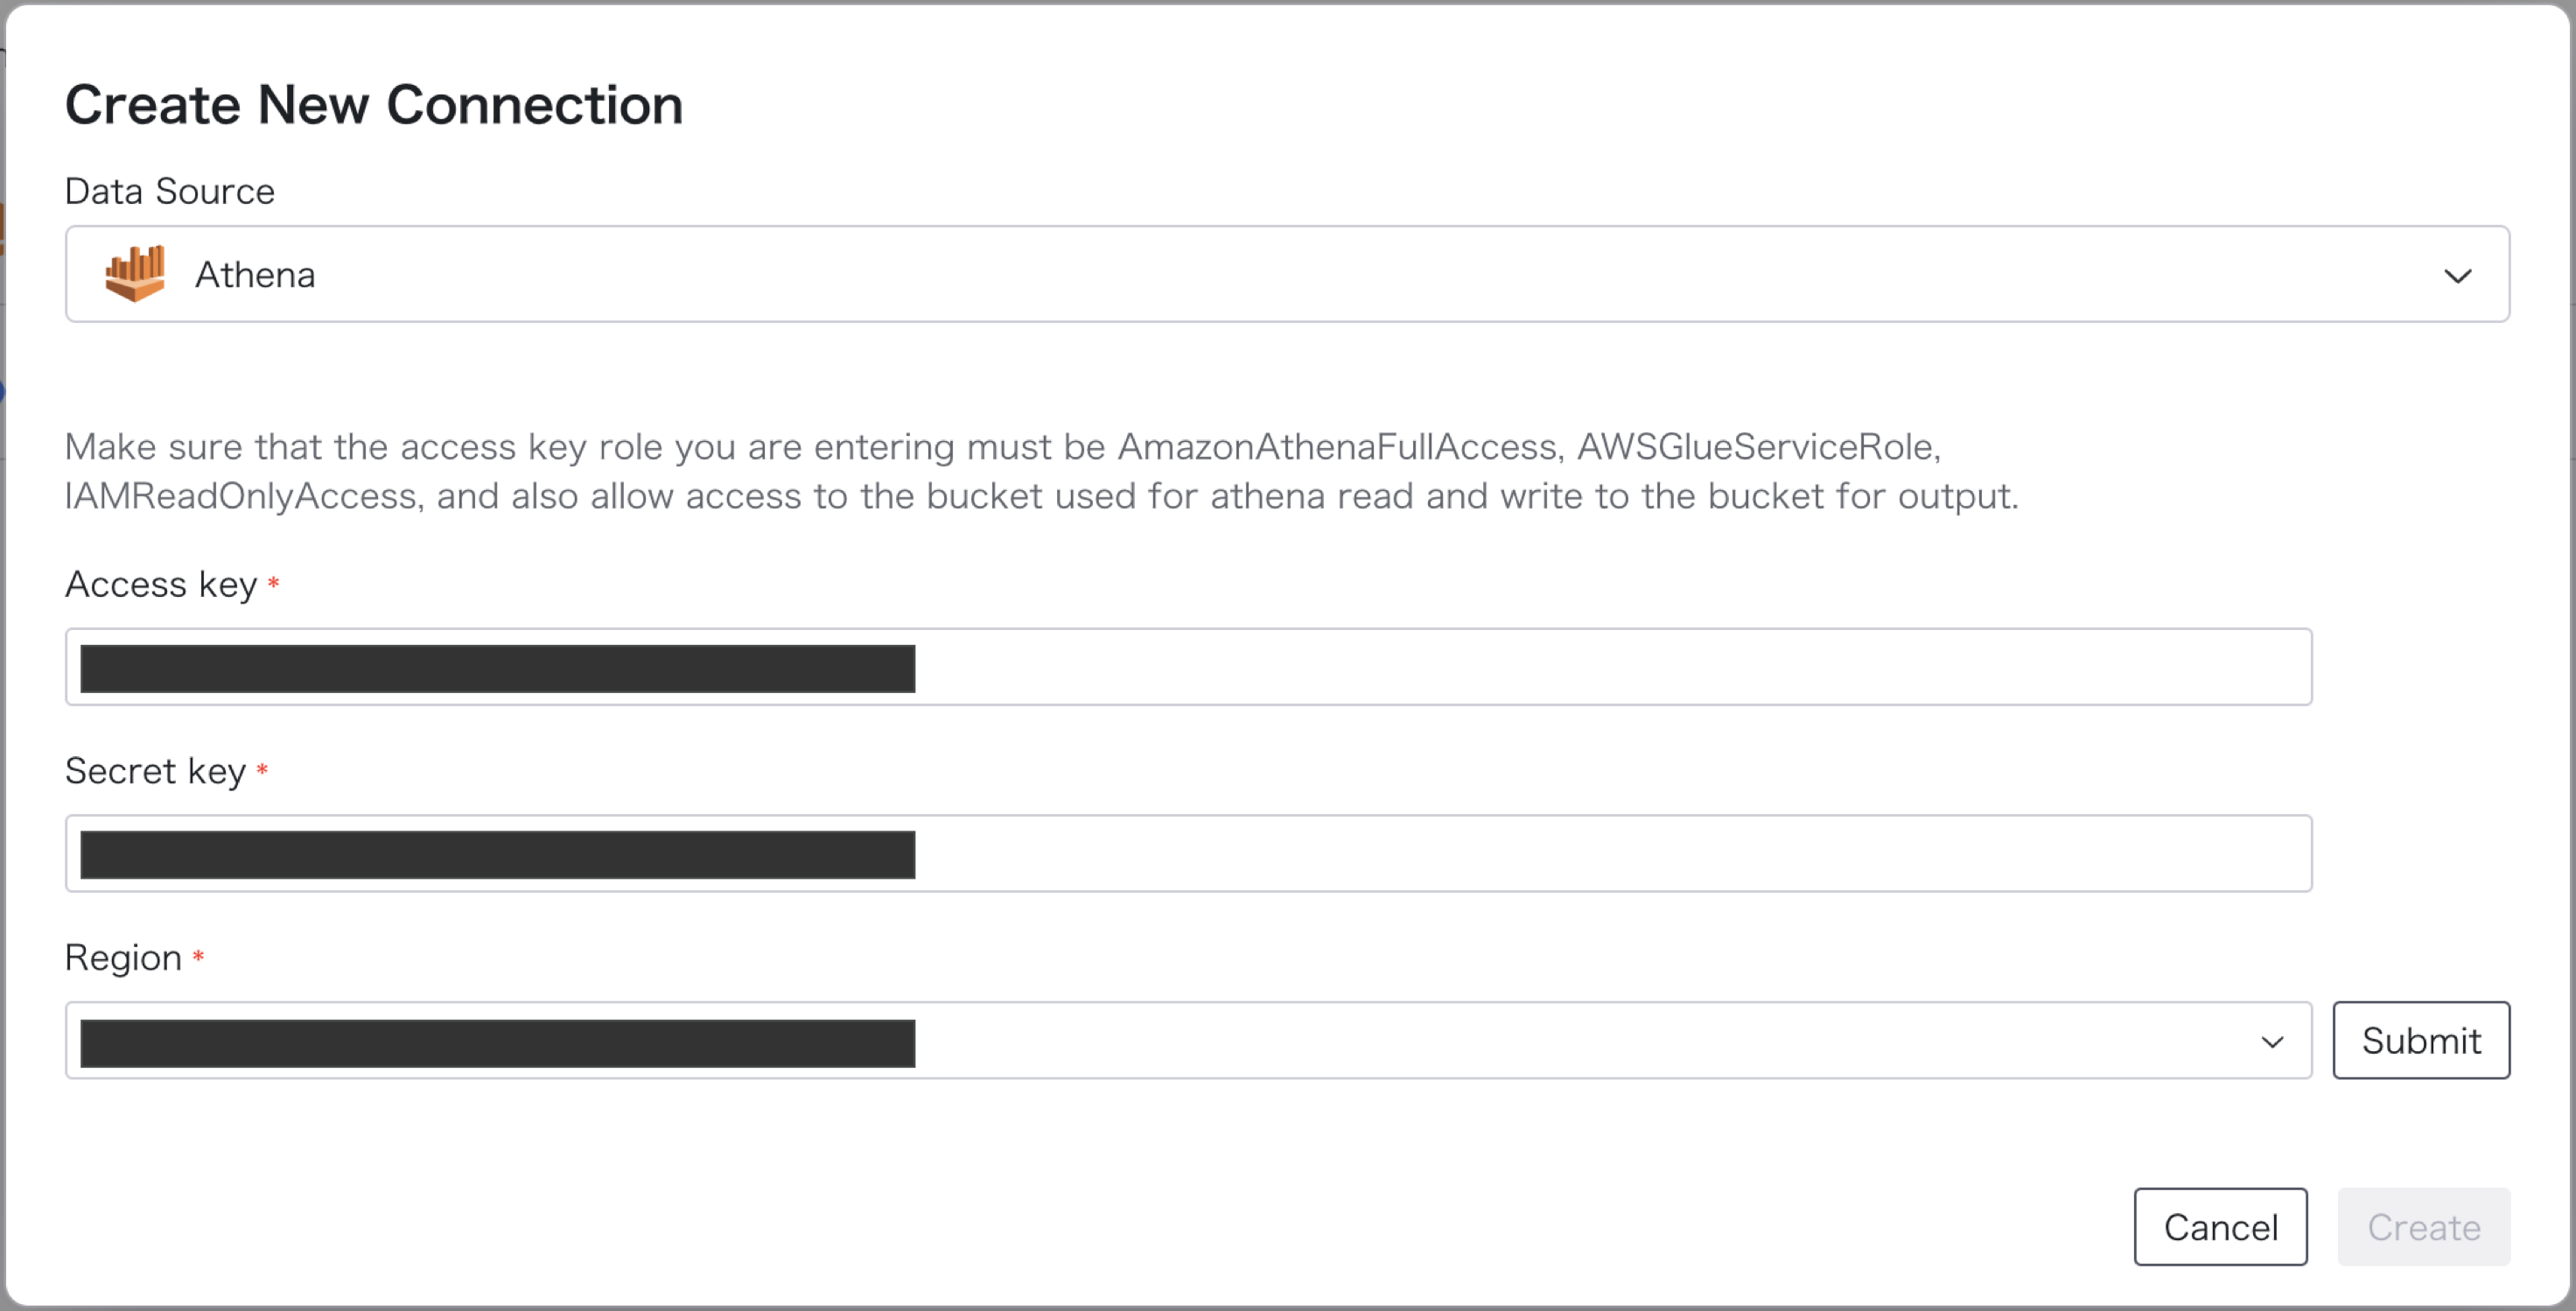 Create New Connection
Data Source
Athena
Make sure that the access key role you are entering must be AmazonAthenaFullAccess, AWSGlueServiceRole,
IAMReadOnlyAccess, and also allow access to the bucket used for athena read and write to the bucket for output.
Access key *
Secret key *
Region *
Submit
Cancel
Create